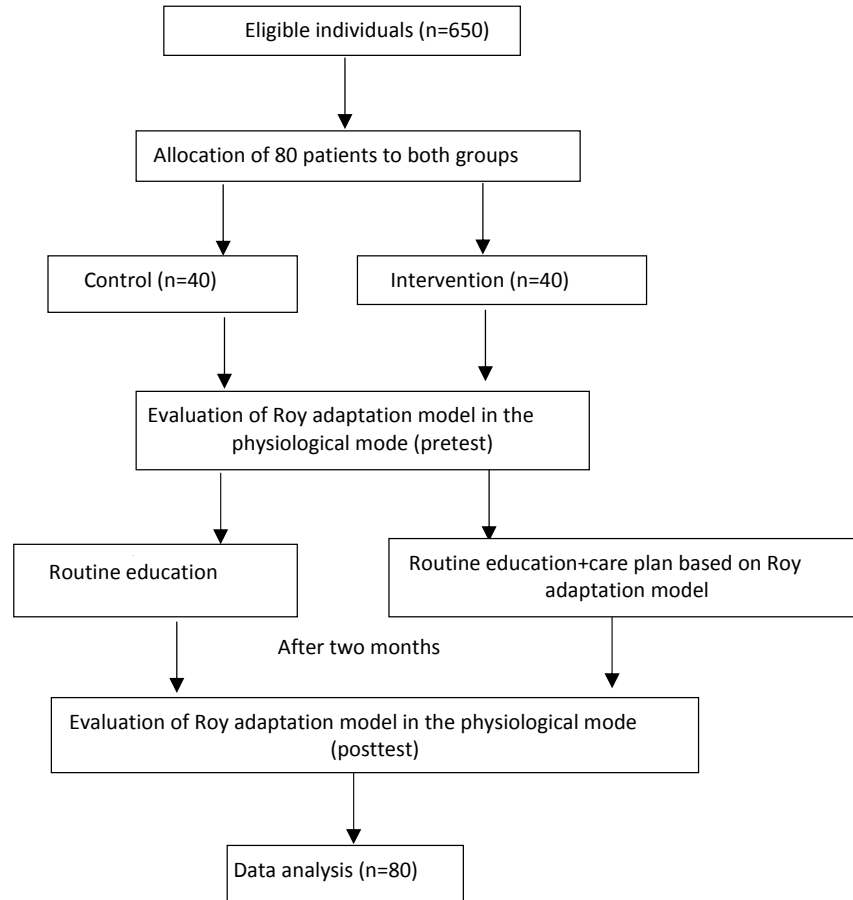 Eligible individuals (n=650)
Allocation of 80 patients to both groups
Control (n=40)
Intervention (n=40)
Evaluation of Roy adaptation model in the
physiological mode (pretest)
Routine education
Routine education+care plan based on Roy
adaptation model
After two months
Evaluation of Roy adaptation model in the physiological mode
(posttest)
Data analysis (n=80)